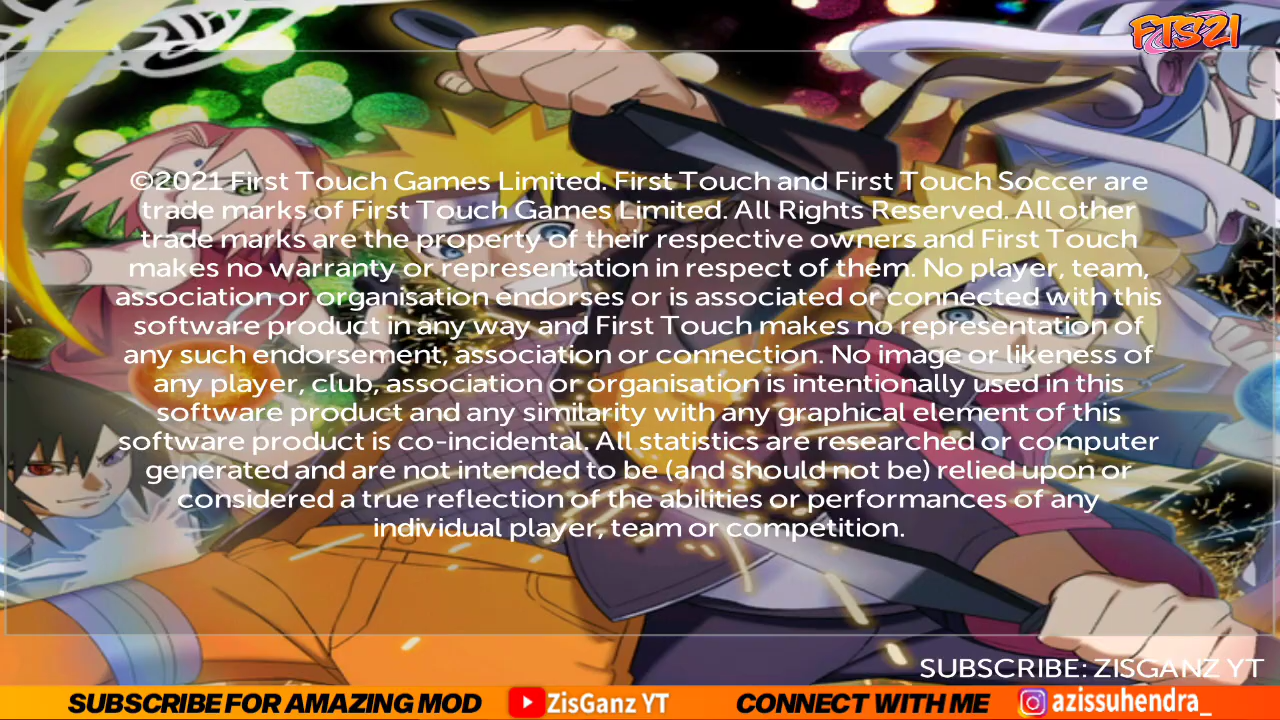 FTS'21
©2021 First Touch Games Limited. First Touch and First Touch Soccer are
trade marks of First Touch Games Limited. All Rights Reserved. All other
trade marks are the property of their respective owners and First Touch
makes no warranty or representation in respect of them. No player, team,
association or organisation endorses or is associated or connected with this
software product in any way and First Touch makes no representation of
any such endorsement, association or connection. No image or likeness of
any player, club, association or organisation is intentionally used in this
software product and any similarity with any graphical element of this
software product is co-incidental. All statistics are researched or computer
generated and are not intended to be (and should not be) relied upon or
considered a true reflection of the abilities or performances of any
individual player, team or competition.
SUBSCRIBE: ZISGANZ YT
SUBSCRIBE FOR AMAZING MOD ZisGanz YT CONNECT WITH ME azissuhendra_